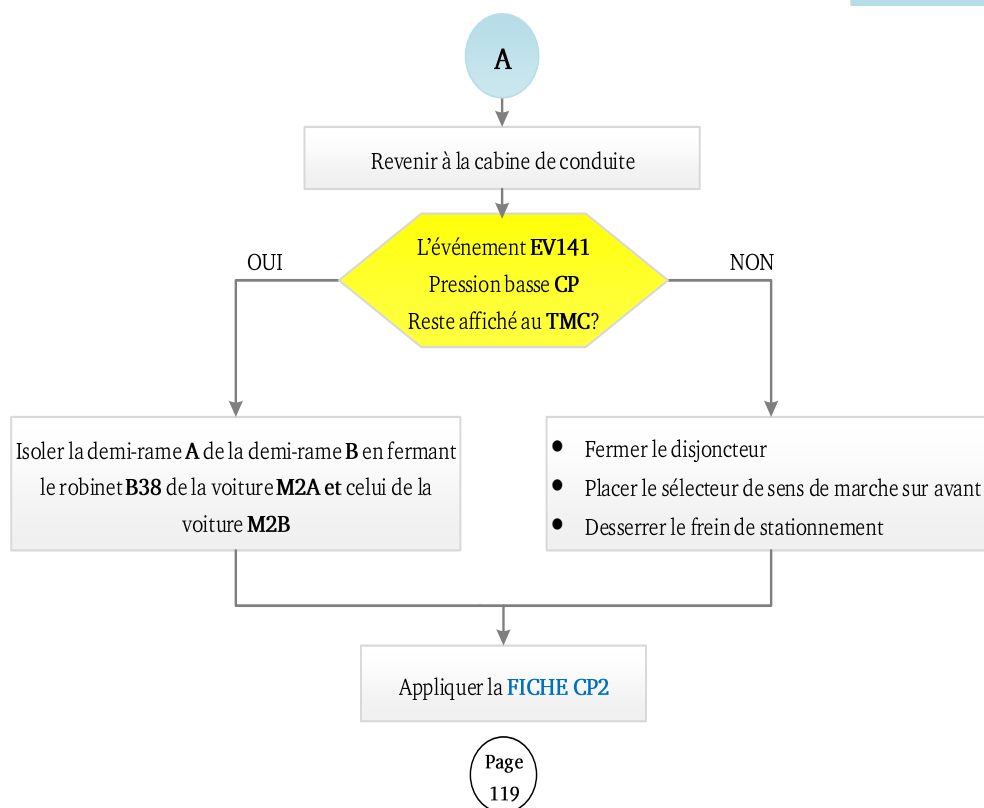 A
Revenir à la cabine de conduite
L’événement EV141
Pression basse CP
Reste affiché au TMC?
OUI
NON
Isoler la demi-rame A de la demi-rame B en fermant
le robinet B38 de la voiture M2A et celui de la
voiture M2B
• Fermer le disjoncteur
• Placer le sélecteur de sens de marche sur avant
• Desserrer le frein de stationnement
Appliquer la FICHE CP2
Page
119